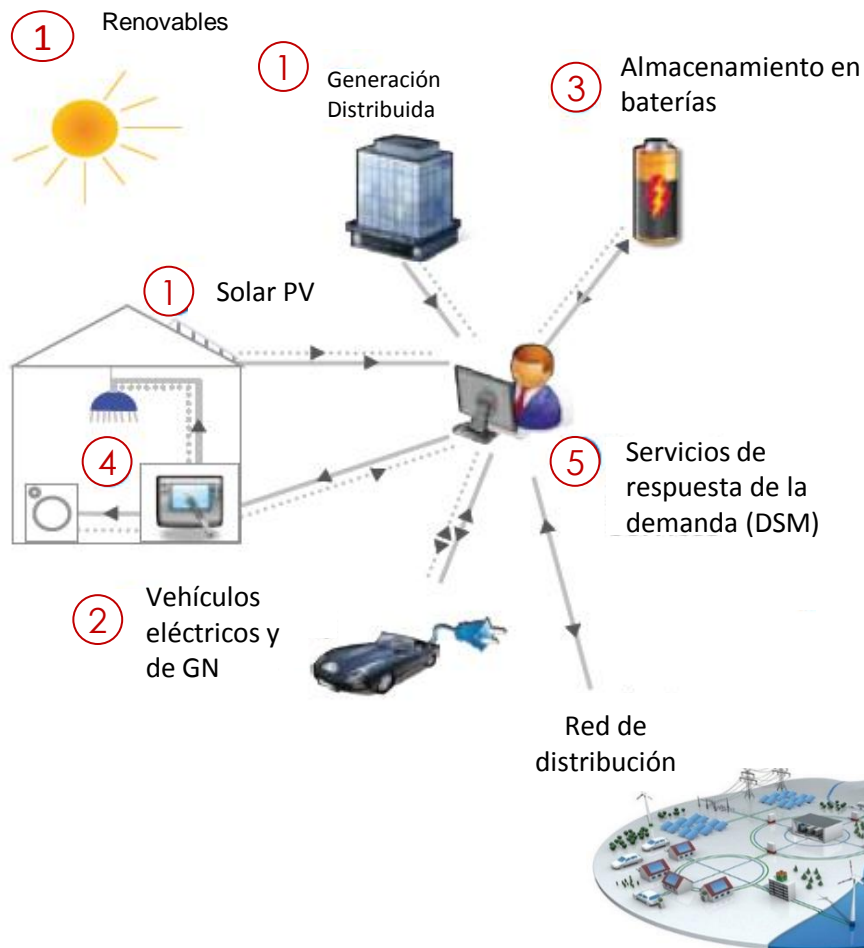 1
Renovables
1
Generación
Distribuida
3
Almacenamiento en
baterías
1
Solar PV
4
5
Servicios de
respuesta de la
demanda (DSM)
2
Vehículos
eléctricos y
de GN
Red de
distribución